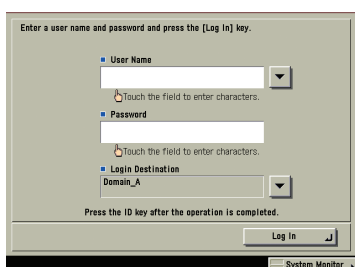 Enter a user name and password and press the [Log In] key.
User Name
Touch the field to enter characters.
Password
Touch the field to enter characters.
Login Destination
Domain_A
Press the ID key after the operation is completed.
Log In
System Monitor